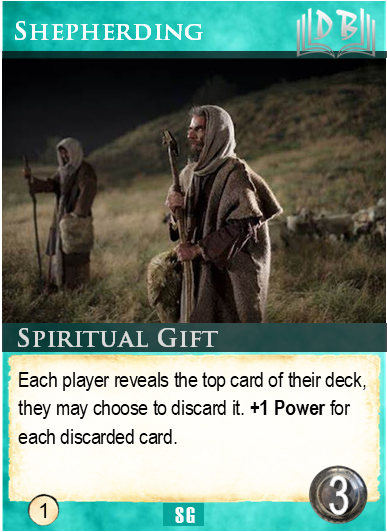 Shepherding
DB
Spiritual Gift
Each player reveals the top card of their deck,
they may choose to discard it. +1 Power for
each discarded card.
1
SG
3